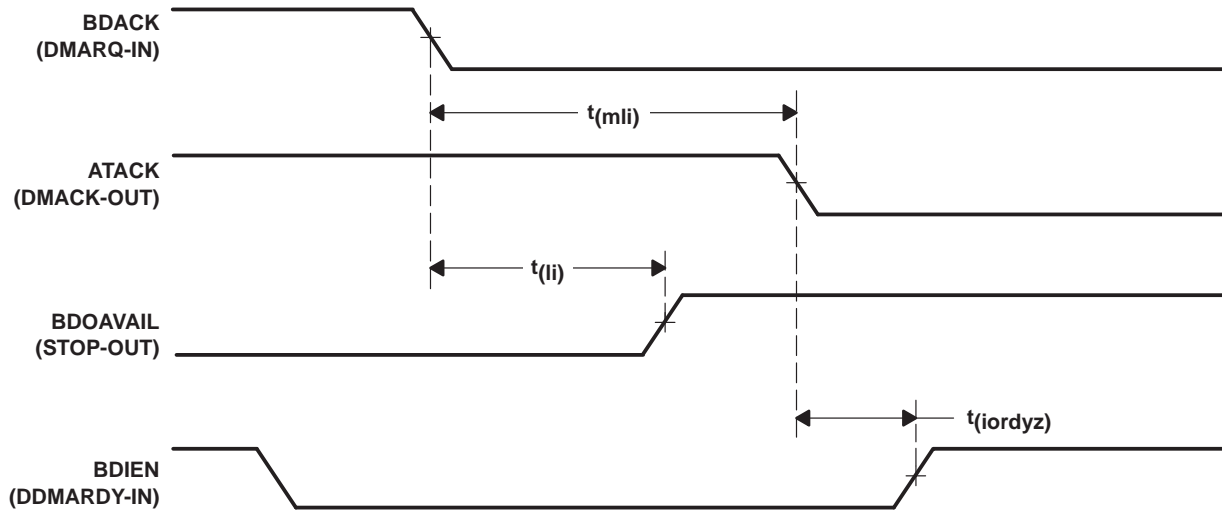 BDACK
(DMARQ-IN)
t(mli)
ATACK
(DMACK-OUT)
t(li)
BDOAVAIL
(STOP-OUT)
t(iordyz)
BDIEN
(DDMARDY-IN)